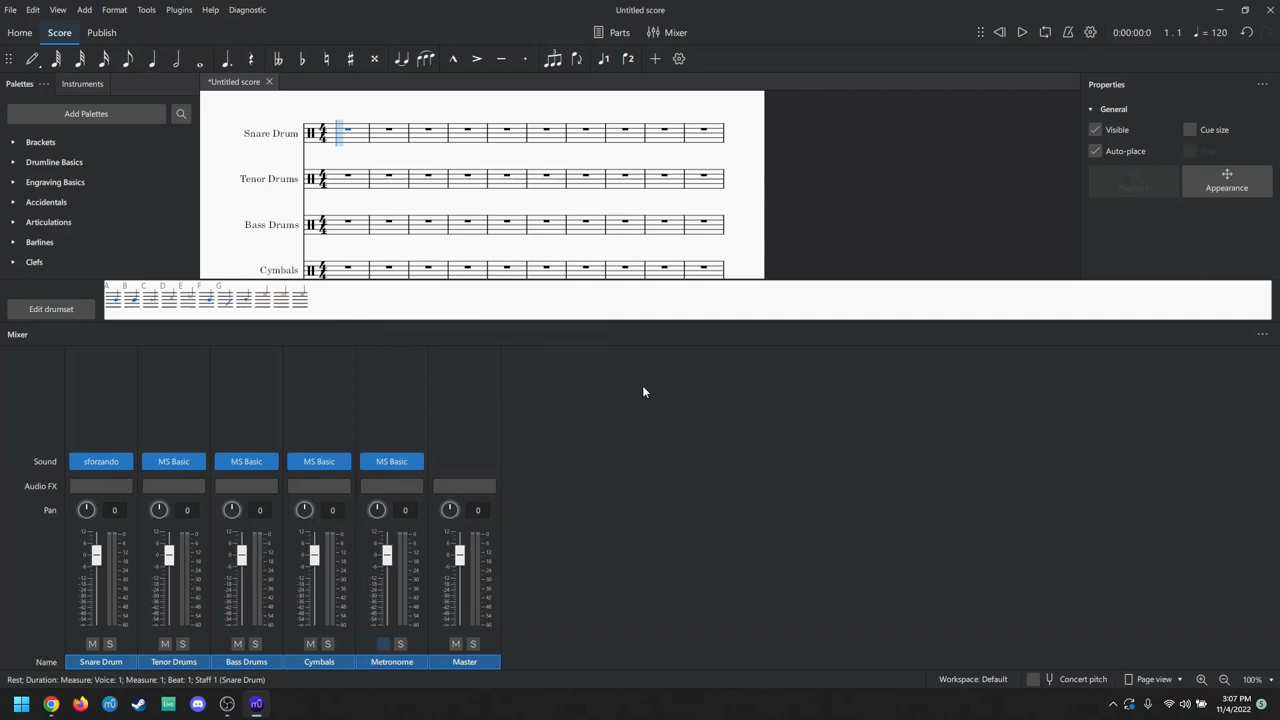 Untitled score
File Edit View Add Format Tools Plugins Help Diagnostic
Home Score Publish Parts Mixer 0:00:00:0 1. 1 = 120
Palettes Instruments *Untitled score Properties
Add Palettes
General
Visible Cue size
Auto-place Play
Playback Appearance
Brackets
Drumline Basics
Engraving Basics
Accidentals
Articulations
Barlines
Clefs
Snare Drum
Tenor Drums
Bass Drums
Cymbals
A B C D E F G
Edit drumset
Mixer
Sound sforzando MS Basic MS Basic MS Basic MS Basic
Audio FX
Pan 0 0 0 0 0 0
M S M S M S M S M S M S
Name Snare Drum Tenor Drums Bass Drums Cymbals Metronome Master
Rest; Duration: Measure; Voice: 1; Measure: 1; Beat: 1; Staff 1 (Snare Drum) Workspace: Default Concert pitch Page view 100%
3:07 PM
11/4/2022